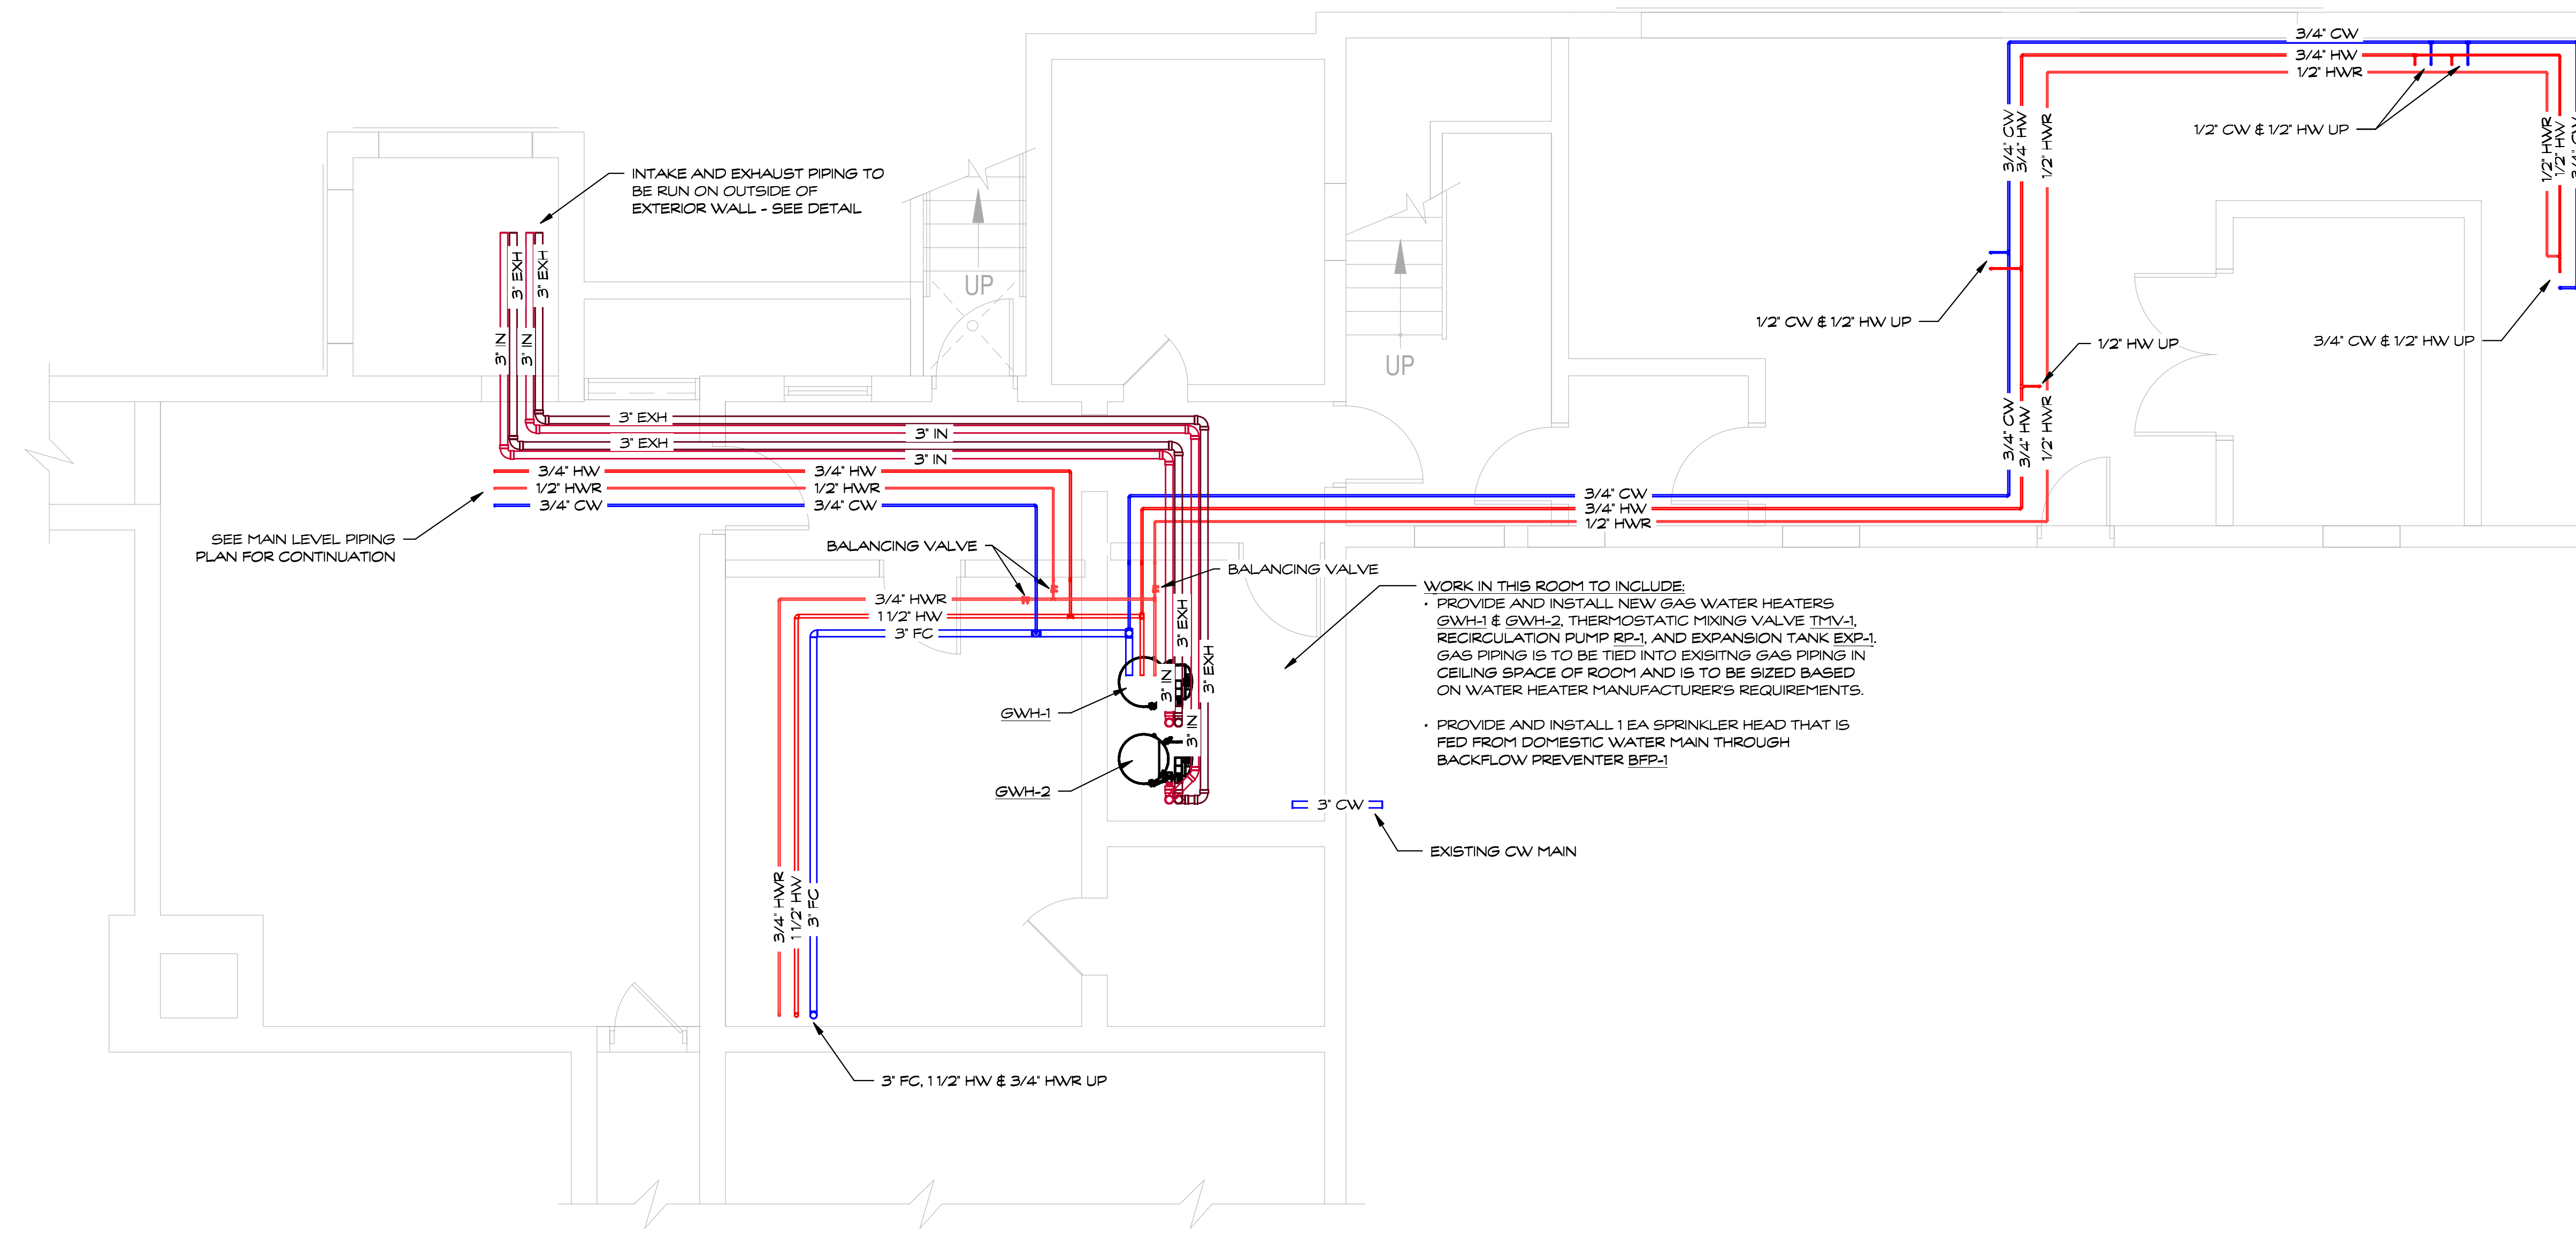 3/4" CW
3/4" HW
1/2" HWR
1/2" CW & 1/2" HW UP
3/4" CW
3/4" HW
1/2" HWR
1/2" HWR
1/2" HW
3/4" CW
INTAKE AND EXHAUST PIPING TO
BE RUN ON OUTSIDE OF
EXTERIOR WALL - SEE DETAIL
3" EXH
3" EXH
3" IN
3" IN
UP
UP
1/2" CW & 1/2" HW UP
1/2" HW UP
3/4" CW & 1/2" HW UP
3/4" CW
3/4" HW
1/2" HWR
3" EXH
3" IN
3" EXH
3" IN
3/4" HW
3/4" HW
1/2" HWR
1/2" HWR
3/4" CW
3/4" CW
3/4" CW
3/4" HW
1/2" HWR
SEE MAIN LEVEL PIPING
PLAN FOR CONTINUATION
BALANCING VALVE
BALANCING VALVE
3/4" HWR
1 1/2" HW
3" FC
3" EXH
3" EXH
3" IN
3" IN
GWH-1
GWH-2
WORK IN THIS ROOM TO INCLUDE:
• PROVIDE AND INSTALL NEW GAS WATER HEATERS
GWH-1 & GWH-2, THERMOSTATIC MIXING VALVE TMV-1,
RECIRCULATION PUMP RP-1, AND EXPANSION TANK EXP-1.
GAS PIPING IS TO BE TIED INTO EXISITNG GAS PIPING IN
CEILING SPACE OF ROOM AND IS TO BE SIZED BASED
ON WATER HEATER MANUFACTURER'S REQUIREMENTS.
• PROVIDE AND INSTALL 1 EA SPRINKLER HEAD THAT IS
FED FROM DOMESTIC WATER MAIN THROUGH
BACKFLOW PREVENTER BFP-1
3" CW
EXISTING CW MAIN
3/4" HWR
1 1/2" HW
3" FC
3" FC, 1 1/2" HW & 3/4" HWR UP